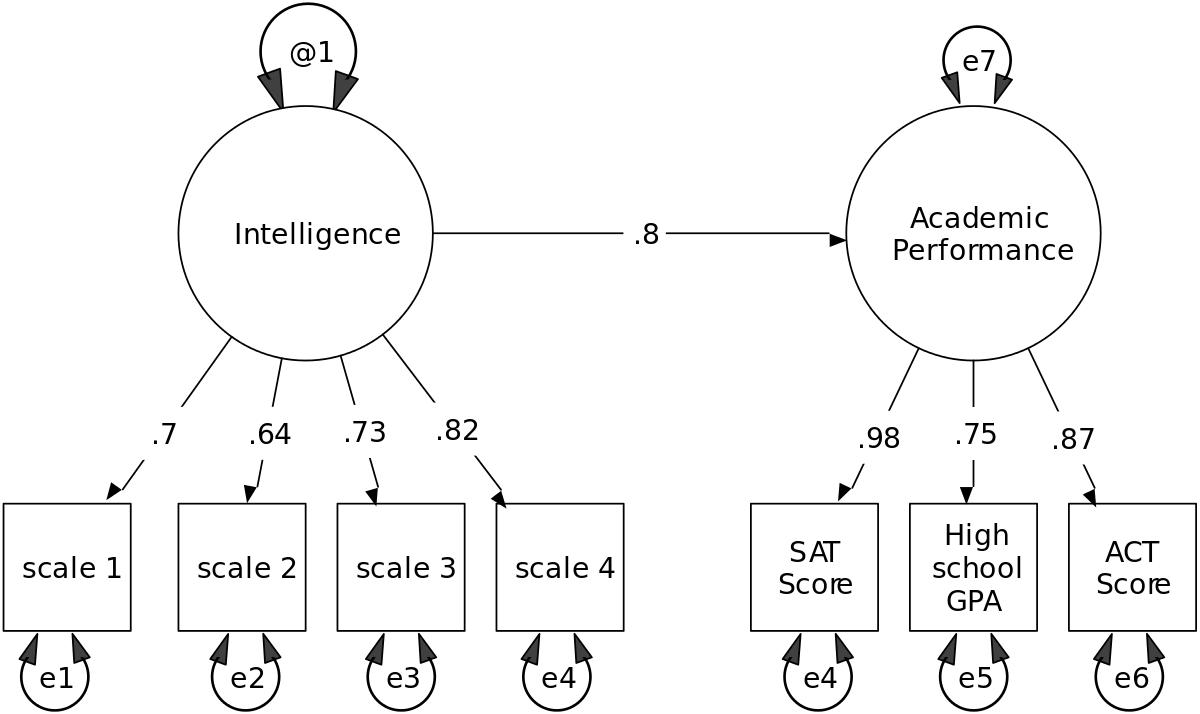 @1
e7
Intelligence
.8
Academic
Performance
.7
.64
.73
.82
.98
.75
.87
scale 1
scale 2
scale 3
scale 4
SAT
Score
High
school
GPA
ACT
Score
e1
e2
e3
e4
e4
e5
e6